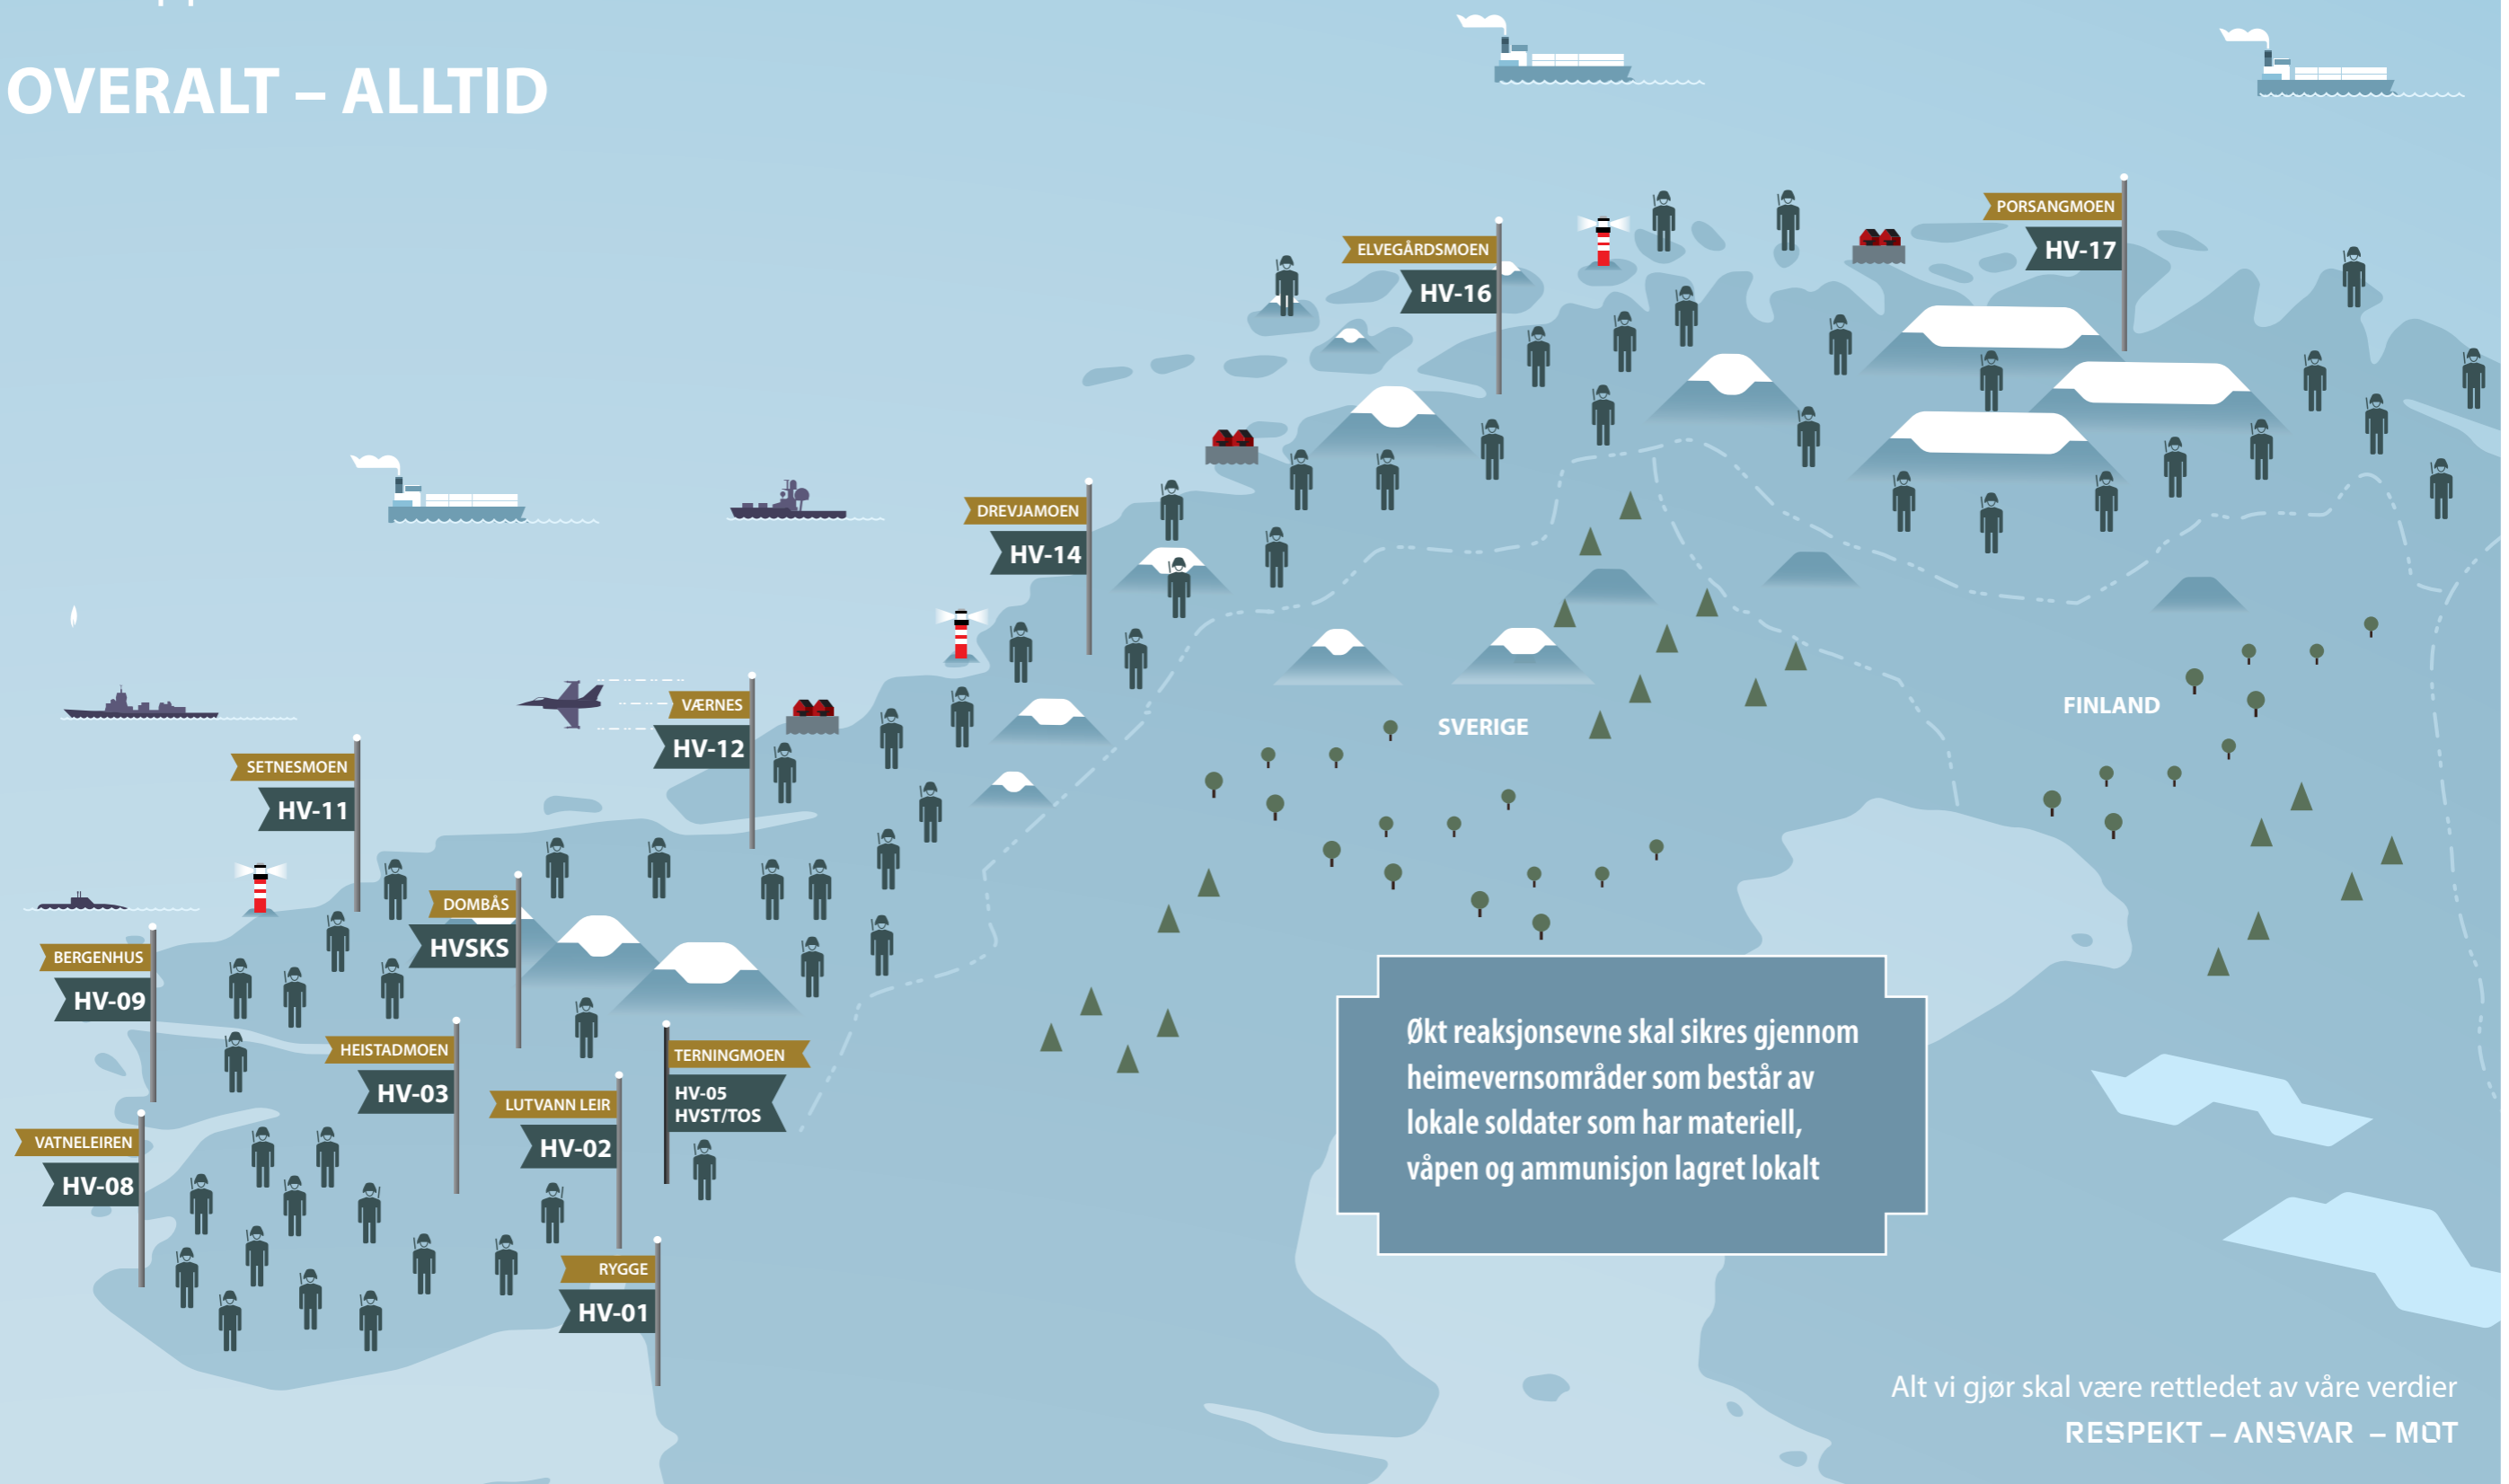 OVERALT – ALLTID
PORSANGMOEN
HV-17
ELVEGÅRDSMOEN
HV-16
DREVJAMOEN
HV-14
VÆRNES
HV-12
SVERIGE
FINLAND
SETNESMOEN
HV-11
DOMBÅS
HVSKS
BERGENHUS
HV-09
HEISTADMOEN
HV-03
TERNINGMOEN
HV-05
HVST/TOS
LUTVANN LEIR
HV-02
VATNELEIREN
HV-08
RYGGE
HV-01
Økt reaksjonsevne skal sikres gjennom
heimevernsområder som består av
lokale soldater som har materiell,
våpen og ammunisjon lagret lokalt
Alt vi gjør skal være rettledet av våre verdier
RESPEKT – ANSVAR – MOT